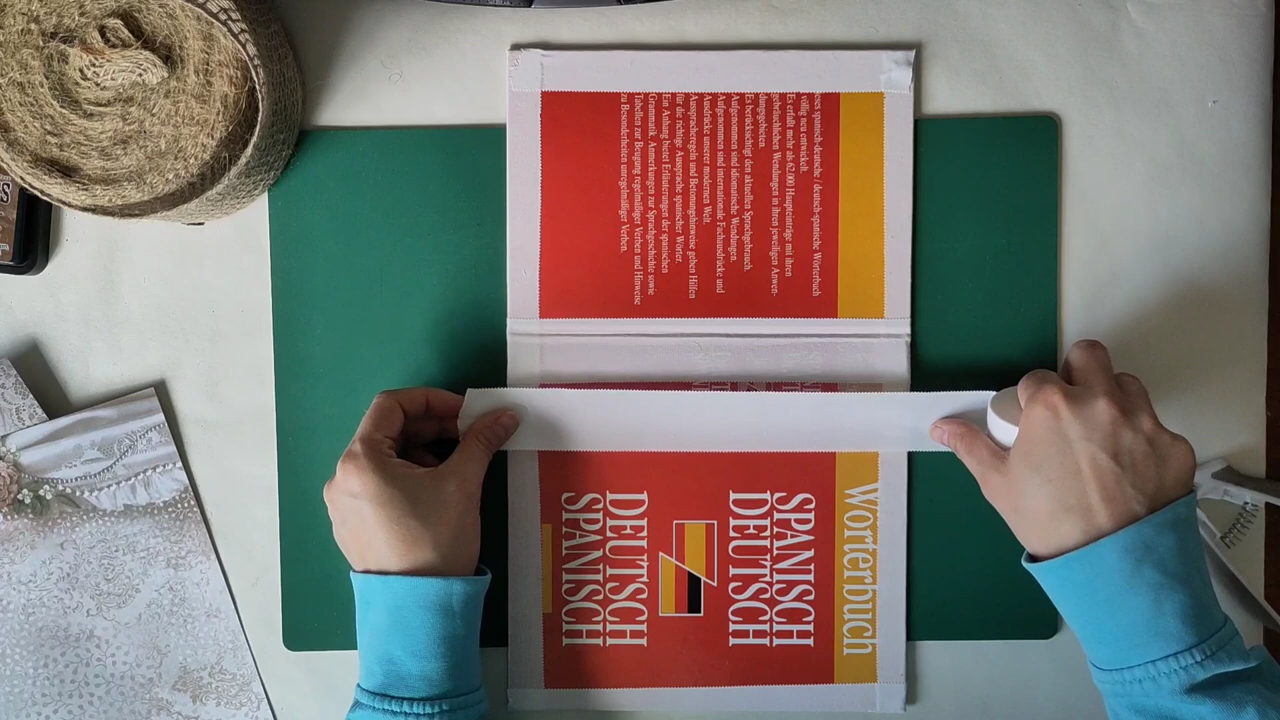 spanisch-deutsche / deutsch-spanische Wörterbuch
völlig neu entwickelt.
Es erfaßt mehr als 62.000 Haupteinträge mit ihren
gebräuchlichen Wendungen in ihren jeweiligen Anwen-
dungsgebieten.
Es berücksichtigt den aktuellen Sprachgebrauch.
Aufgenommen sind idiomatische Wendungen.
Aufgenommen sind internationale Fachausdrücke und
Ausdrücke unserer modernen Welt.
Ausspracheregeln und Betonungshinweise geben Hilfen
für die richtige Aussprache spanischer Wörter.
Ein Anhang bietet Erläuterungen der spanischen
Grammatik, Anmerkungen zur Sprachgeschichte sowie
Tabellen zur Beugung regelmäßiger Verben und Hinweise
zu Besonderheiten unregelmäßiger Verben.
Wörterbuch
SPANISCH
DEUTSCH
DEUTSCH
SPANISCH